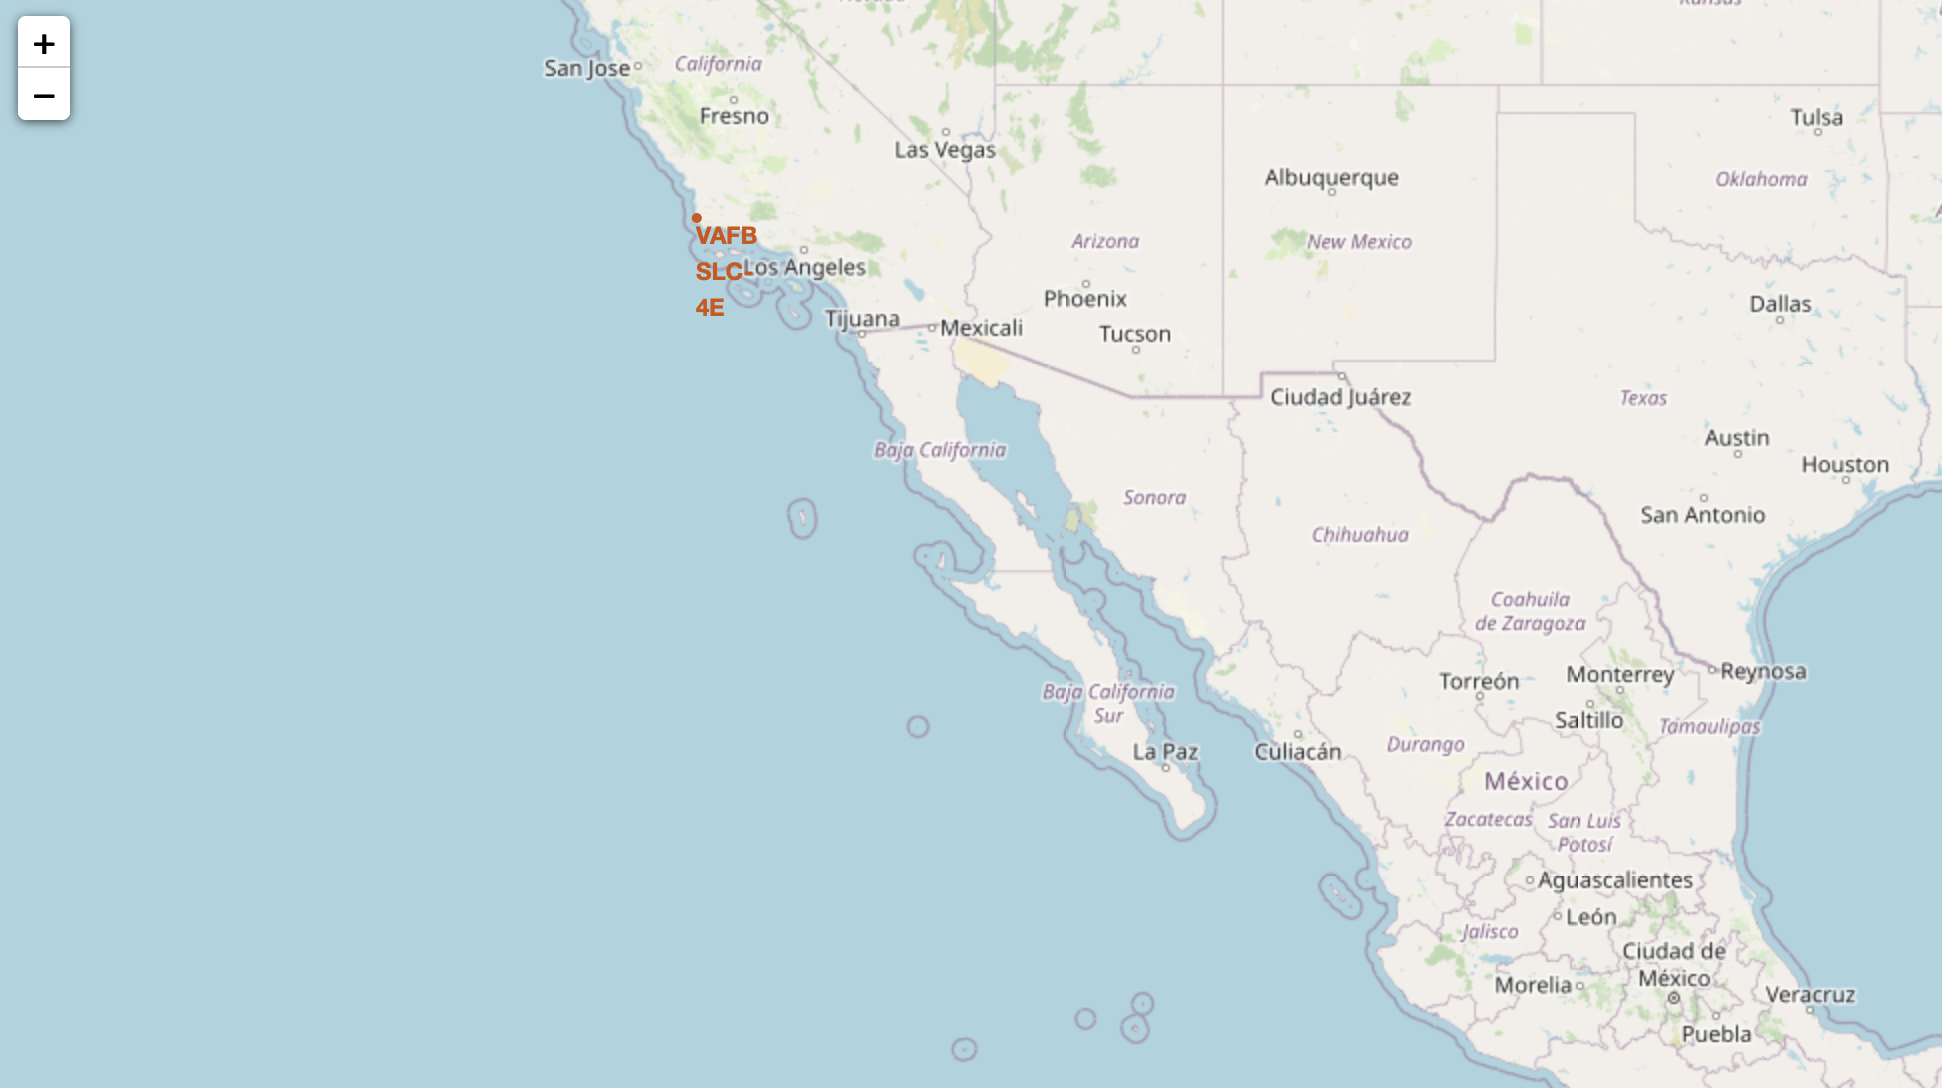 +
−
Nevada
Kansas
San Jose
California
Fresno
Las Vegas
Tulsa
Albuquerque
Oklahoma
VAFB
SLC-
4E
Los Angeles
Arizona
New Mexico
Phoenix
Dallas
Tijuana
Mexicali
Tucson
Ciudad Juárez
Texas
Austin
Houston
Baja California
Sonora
San Antonio
Chihuahua
Coahuila
de Zaragoza
Monterrey
Reynosa
Torreón
Baja California
Sur
Saltillo
Tamaulipas
La Paz
Culiacán
Durango
México
Zacatecas
San Luis
Potosí
Aguascalientes
León
Jalisco
Ciudad de
México
Morelia
Veracruz
Puebla